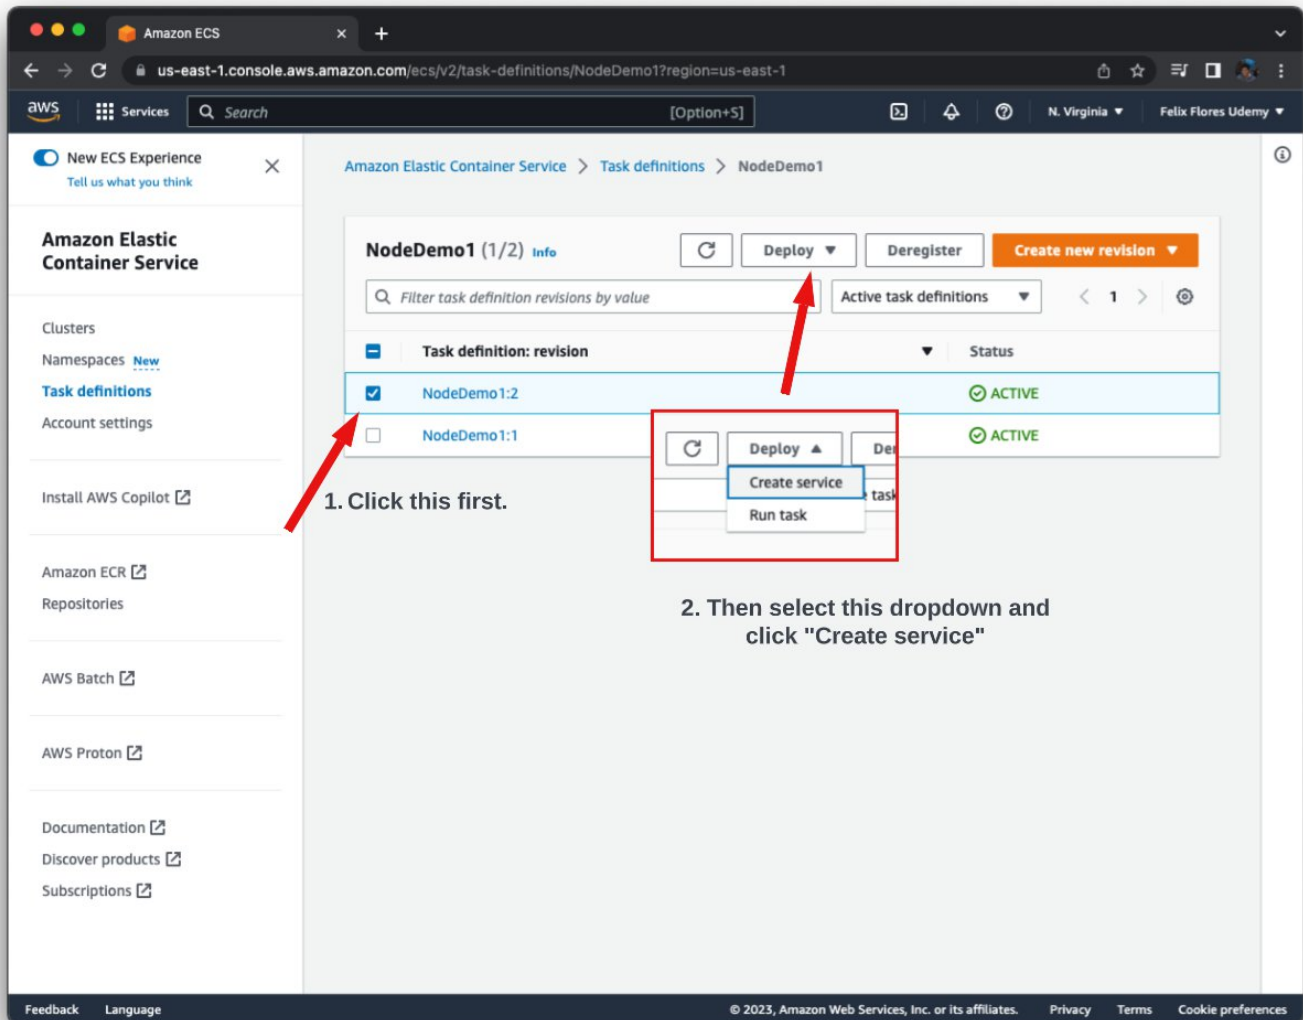 Amazon ECS
us-east-1.console.aws.amazon.com/ecs/v2/task-definitions/NodeDemo1?region=us-east-1
aws Services Search [Option+S] N. Virginia Felix Flores Udemy
New ECS Experience
Tell us what you think
Amazon Elastic
Container Service
Clusters
Namespaces New
Task definitions
Account settings
Install AWS Copilot
Amazon ECR
Repositories
AWS Batch
AWS Proton
Documentation
Discover products
Subscriptions
Amazon Elastic Container Service > Task definitions > NodeDemo1
NodeDemo1 (1/2) Info Deploy Deregister Create new revision
Filter task definition revisions by value Active task definitions < 1 >
Task definition: revision Status
NodeDemo1:2 ACTIVE
NodeDemo1:1 ACTIVE
Deploy
Create service
task
Run task
1. Click this first.
2. Then select this dropdown and
click "Create service"
Feedback Language © 2023, Amazon Web Services, Inc. or its affiliates. Privacy Terms Cookie preferences